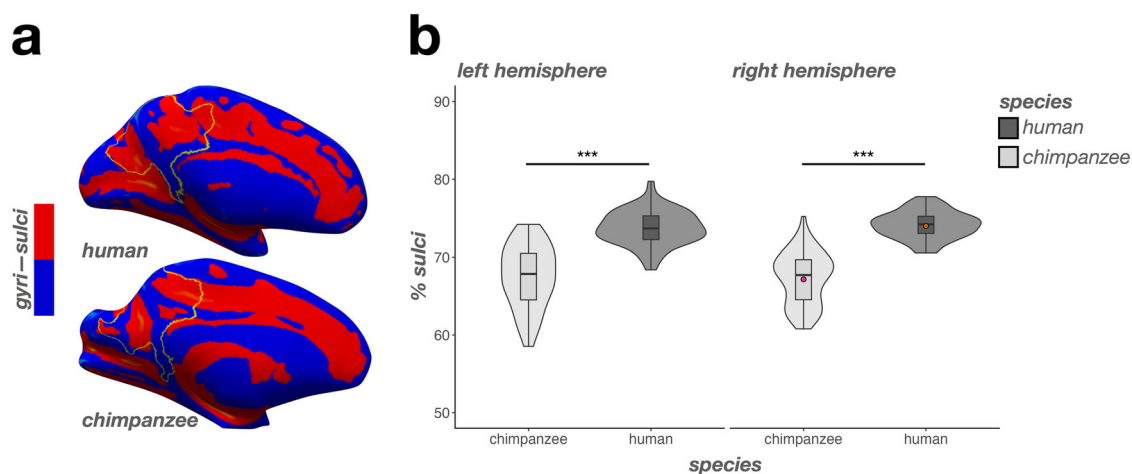 a
human
gyri—sulci
chimpanzee
b
left hemisphere
right hemisphere
% sulci
90
80
70
60
50
***
***
chimpanzee
human
chimpanzee
human
species
species
human
chimpanzee